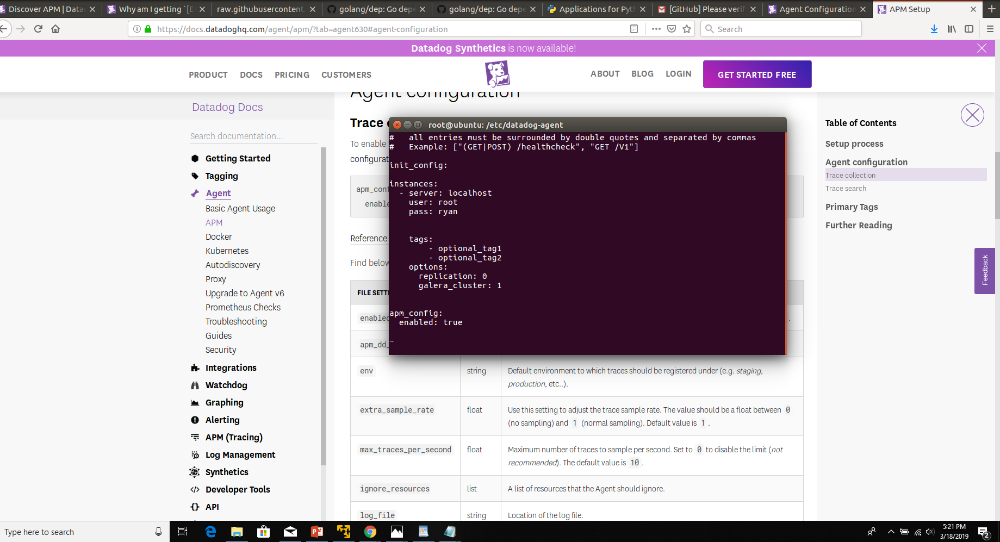 Discover APM | Datad
Why am I getting `[E
raw.githubusercontent.
golang/dep: Go depe
golang/dep: Go depe
Applications for Pyth
[GitHub] Please verif
Agent Configuration
APM Setup
https://docs.datadoghq.com/agent/apm/?tab=agent630#agent-configuration
Search
Datadog Synthetics is now available!
PRODUCT DOCS PRICING CUSTOMERS
ABOUT BLOG LOGIN GET STARTED FREE
Datadog Docs
Search documentation...
Getting Started
Tagging
Agent
Basic Agent Usage
APM
Docker
Kubernetes
Autodiscovery
Proxy
Upgrade to Agent v6
Prometheus Checks
Troubleshooting
Guides
Security
Integrations
Watchdog
Graphing
Alerting
APM (Tracing)
Log Management
Synthetics
Developer Tools
API
Agent configuration
Trace c
To enable
configurat
apm_conf
enable
Reference
Find below
FILE SETTI
enabled
apm_dd_
root@ubuntu: /etc/datadog-agent
#   all entries must be surrounded by double quotes and separated by commas
#   Example: ["(GET|POST) /healthcheck", "GET /V1"]
init_config:
instances:
  - server: localhost
    user: root
    pass: ryan
    tags:
        - optional_tag1
        - optional_tag2
    options:
      replication: 0
      galera_cluster: 1
apm_config:
  enabled: true
~
env string Default environment to which traces should be registered under (e.g. staging,
production, etc..).
extra_sample_rate float Use this setting to adjust the trace sample rate. The value should be a float between 0
(no sampling) and 1 (normal sampling). Default value is 1 .
max_traces_per_second float Maximum number of traces to sample per second. Set to 0 to disable the limit (not
recommended). The default value is 10 .
ignore_resources list A list of resources that the Agent should ignore.
log_file string Location of the log file.
Table of Contents
Setup process
Agent configuration
Trace collection
Trace search
Primary Tags
Further Reading
Feedback
Type here to search
5:21 PM
3/18/2019
2